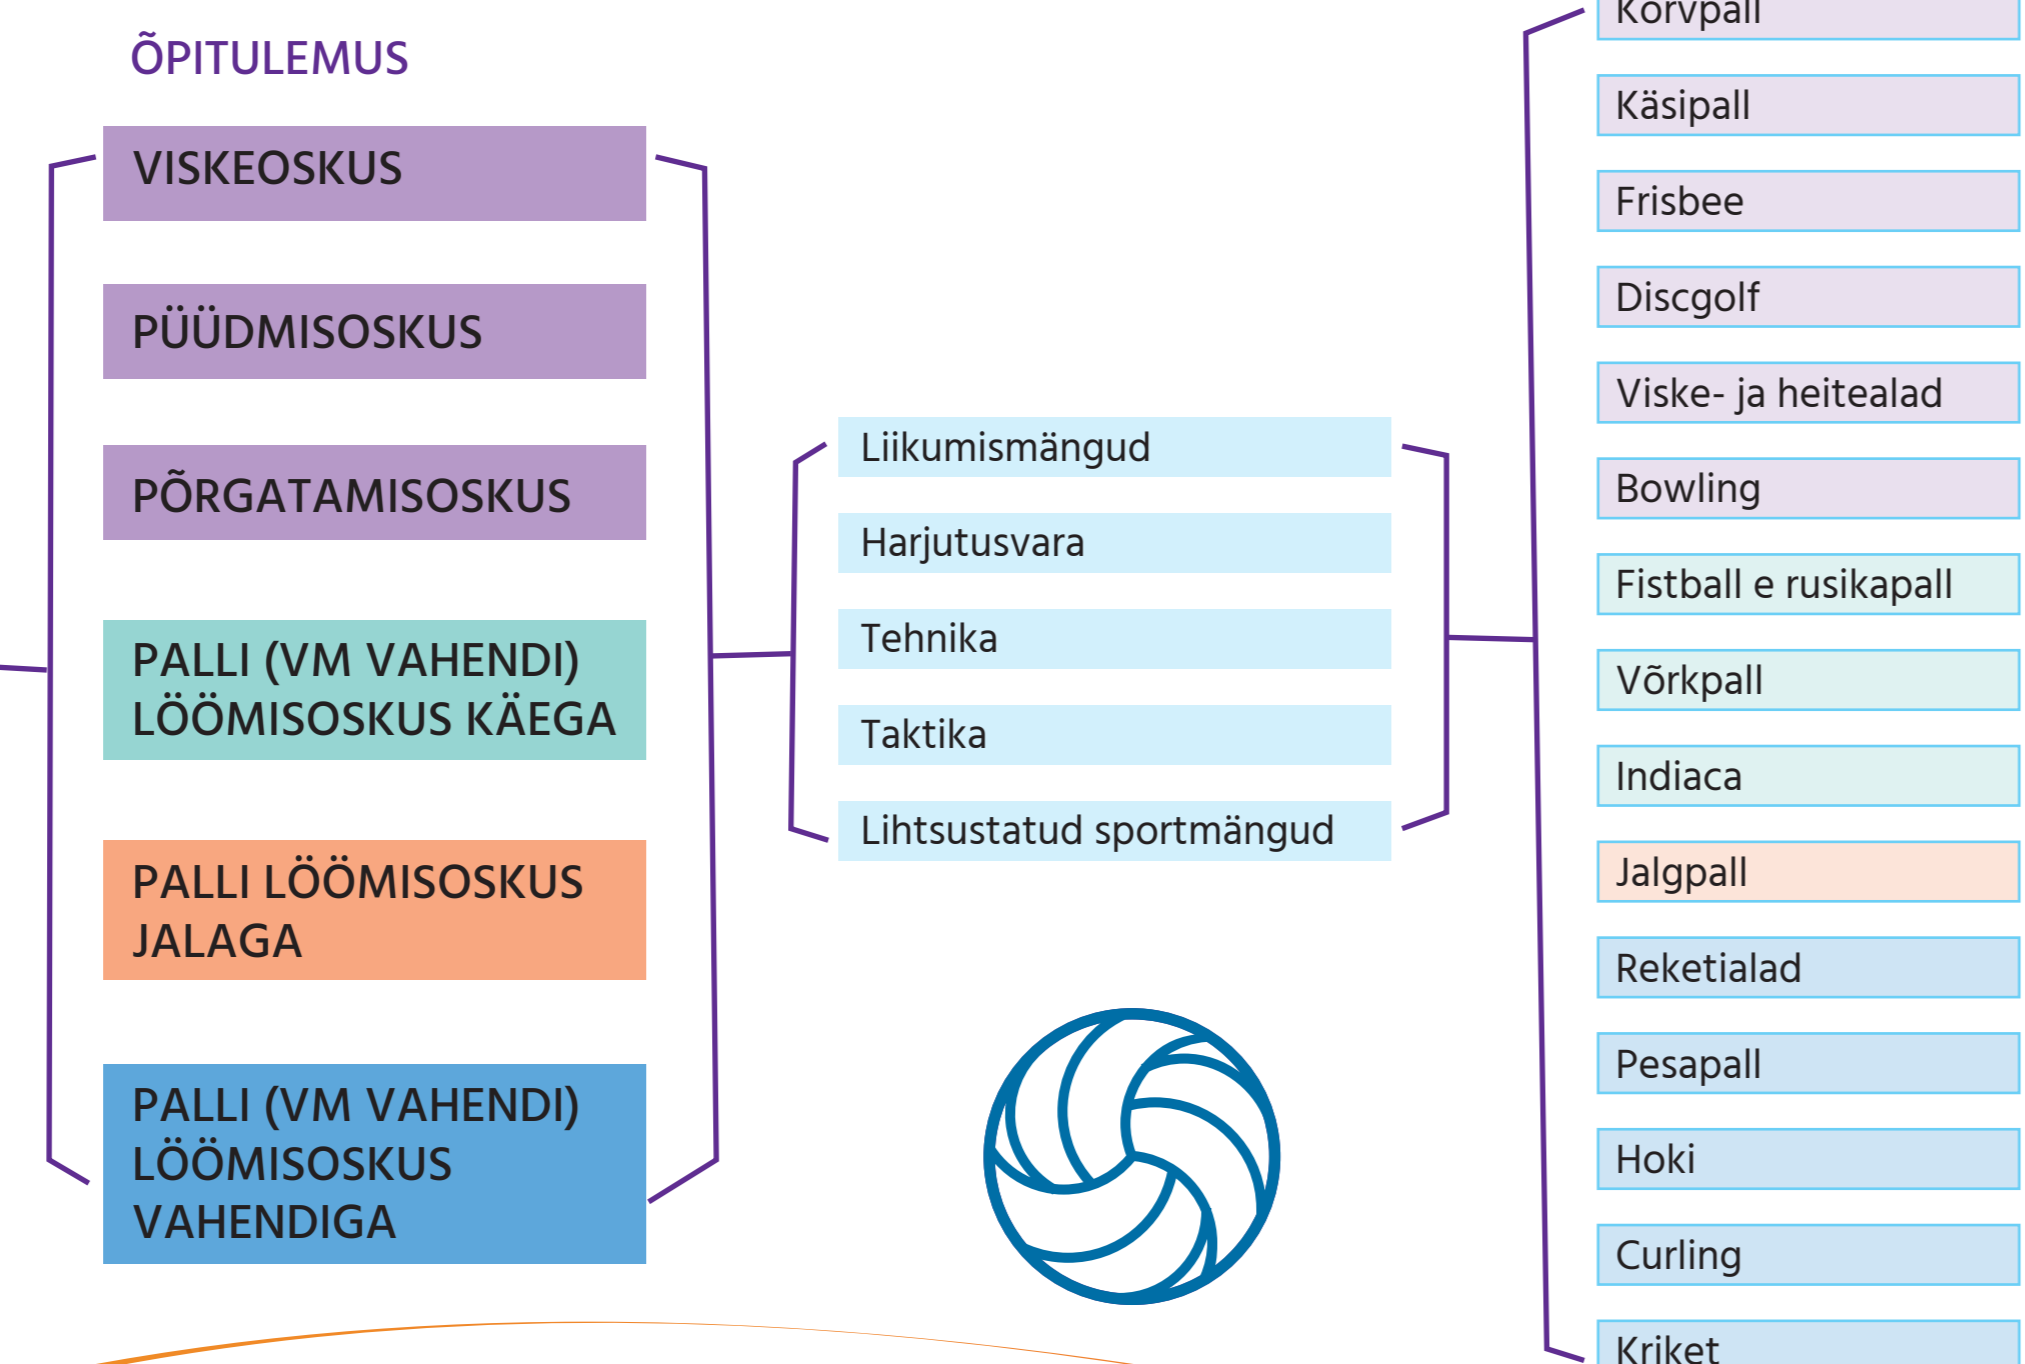 ÕPITULEMUS
VISKEOSKUS
PÜÜDMISOSKUS
PÕRGATAMISOSKUS
PALLI (VM VAHENDI)
LÖÖMISOSKUS KÄEGA
PALLI LÖÖMISOSKUS
JALAGA
PALLI (VM VAHENDI)
LÖÖMISOSKUS
VAHENDIGA
Liikumismängud
Harjutusvara
Tehnika
Taktika
Lihtsustatud sportmängud
Korvpall
Käsipall
Frisbee
Discgolf
Viske- ja heitealad
Bowling
Fistball e rusikapall
Võrkpall
Indiaca
Jalgpall
Reketialad
Pesapall
Hoki
Curling
Kriket